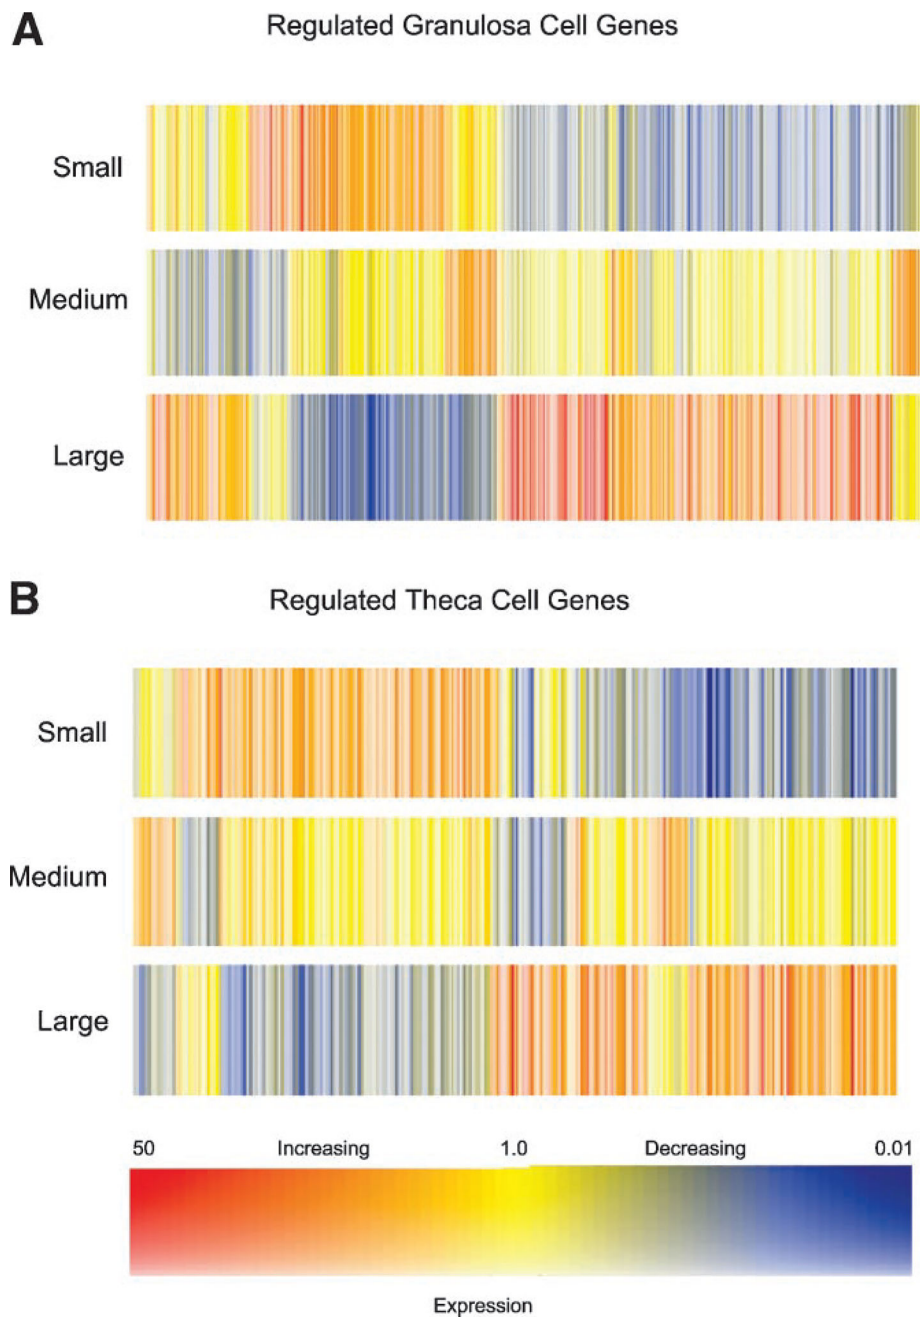 A
Regulated Granulosa Cell Genes
Small
Medium
Large
B
Regulated Theca Cell Genes
Small
Medium
Large
50 Increasing 1.0 Decreasing 0.01
Expression